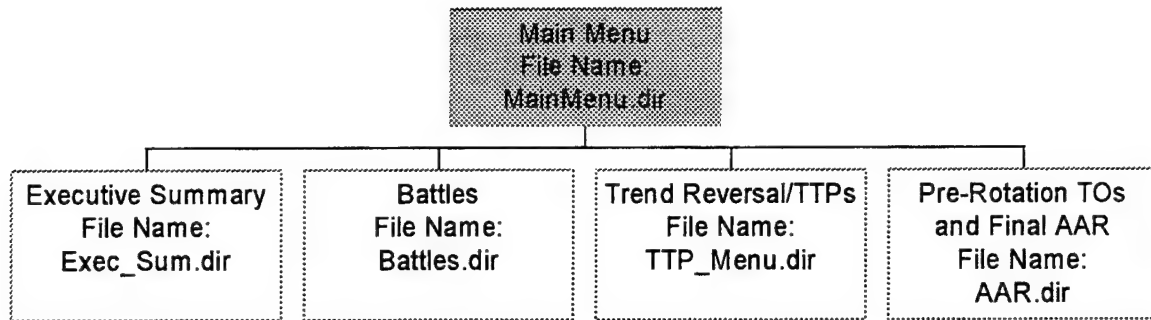 Main Menu
File Name:
MainMenu.dir
Executive Summary
File Name:
Exec_Sum.dir
Battles
File Name:
Battles.dir
Trend Reversal/TTPs
File Name:
TTP_Menu.dir
Pre-Rotation TOs
and Final AAR
File Name:
AAR.dir